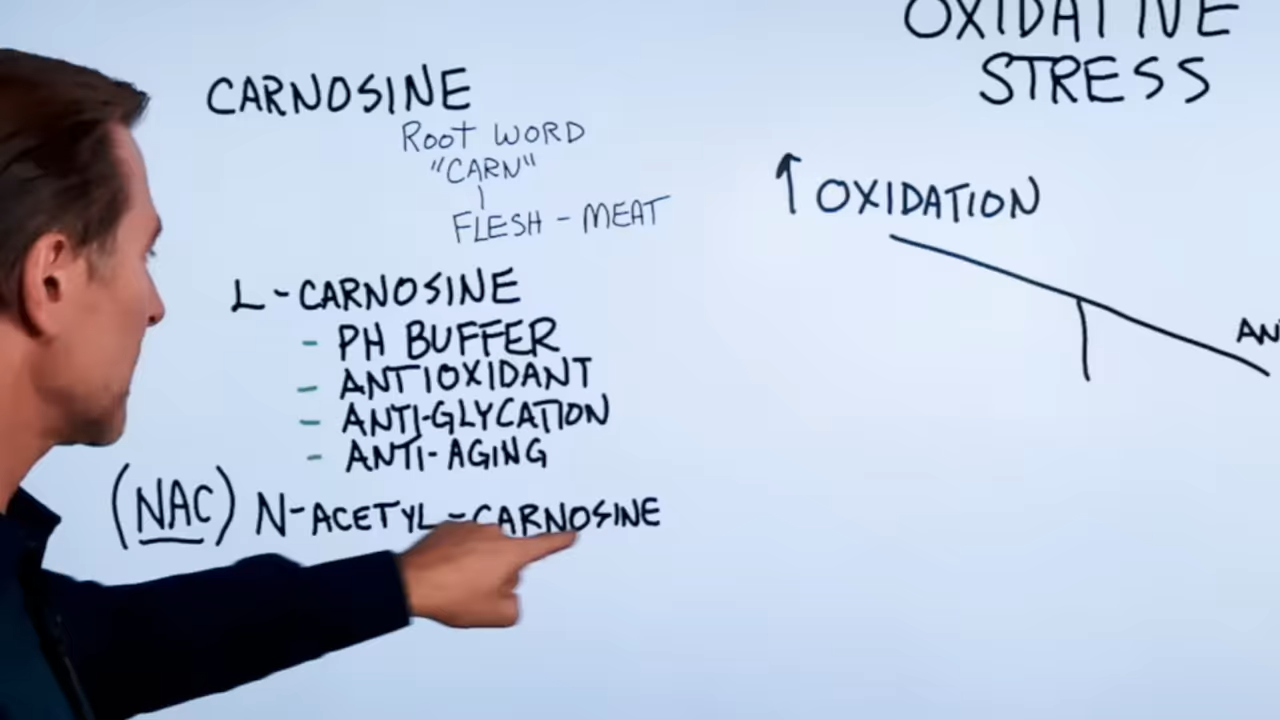 CARNOSINE
ROOT WORD
"CARN"
FLESH - MEAT
L-CARNOSINE
- PH BUFFER
- ANTIOXIDANT
- ANTI-GLYCATION
- ANTI-AGING
(NAC) N-ACETYL-CARNOSINE
OXIDATIVE
STRESS
↑ OXIDATION
AN